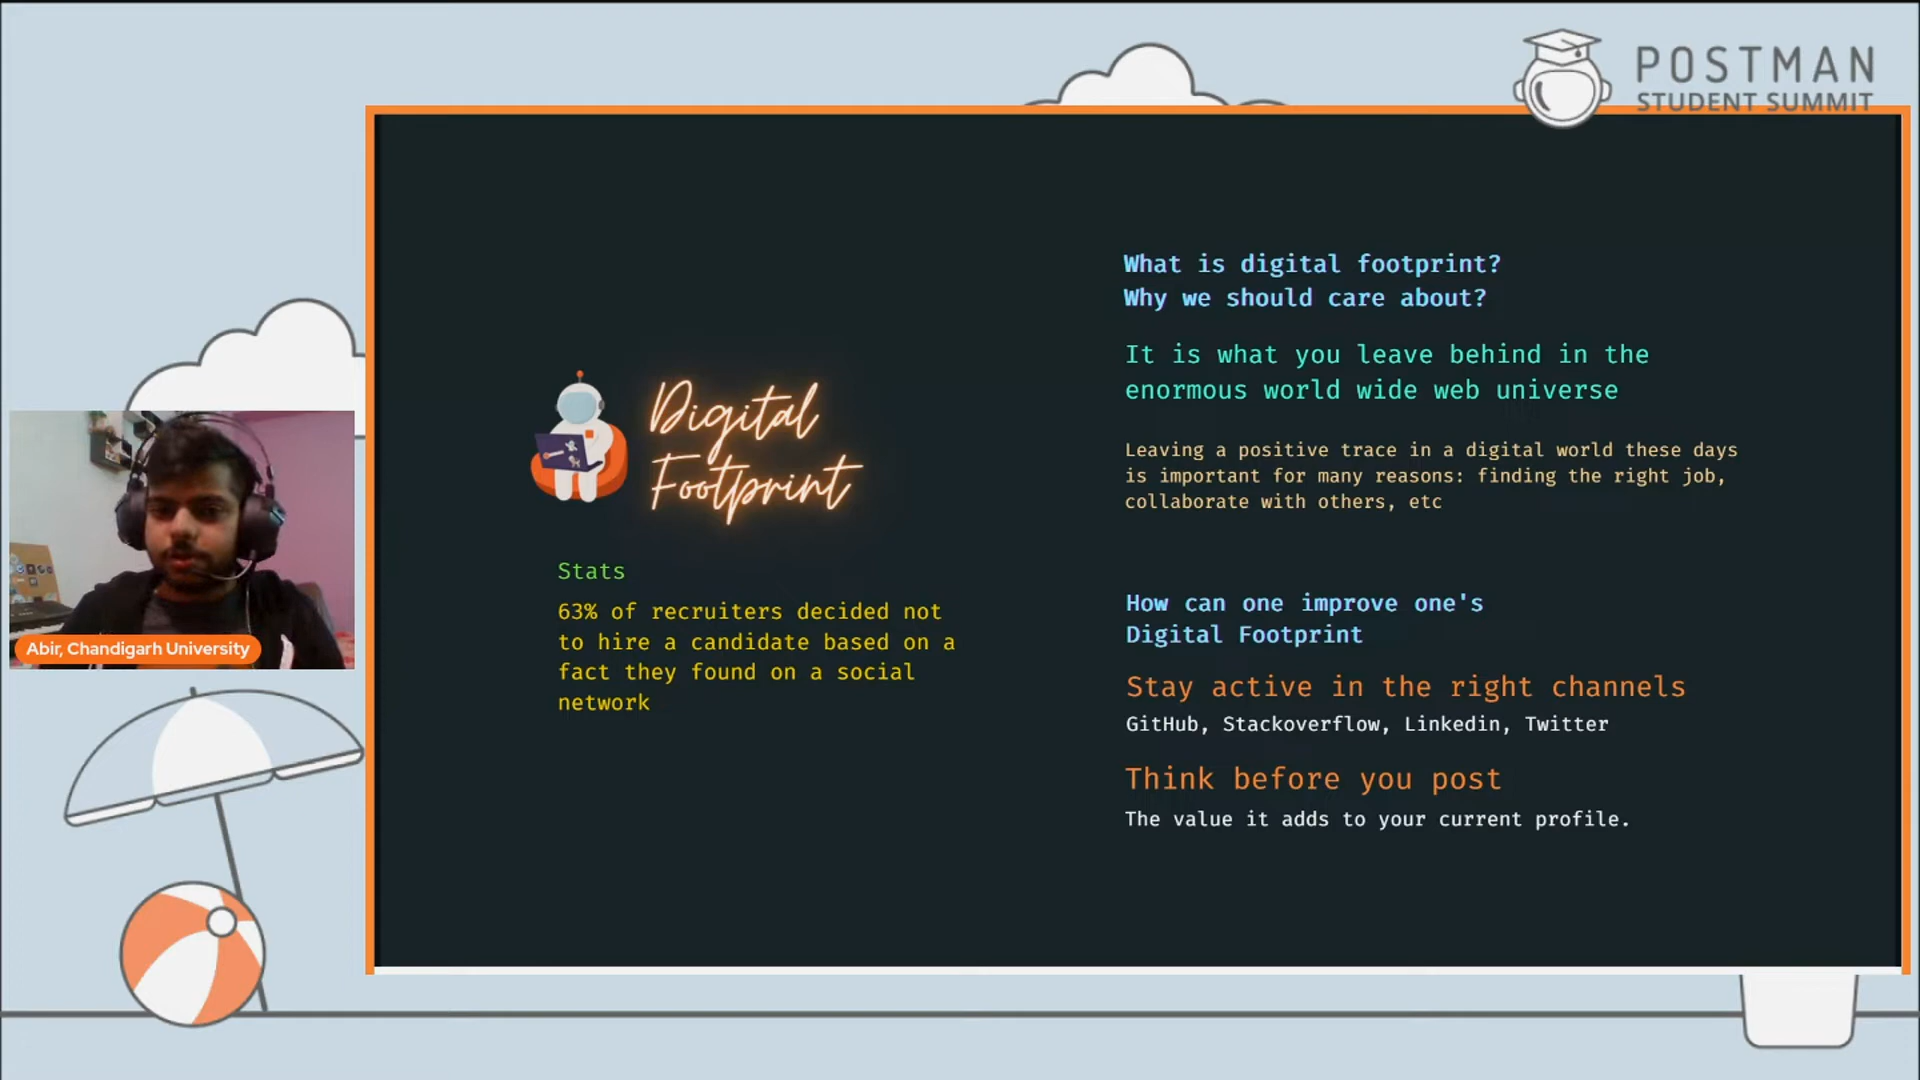 POSTMAN
STUDENT SUMMIT
Digital
Footprint
Stats
63% of recruiters decided not
to hire a candidate based on a
fact they found on a social
network
What is digital footprint?
Why we should care about?
It is what you leave behind in the
enormous world wide web universe
Leaving a positive trace in a digital world these days
is important for many reasons: finding the right job,
collaborate with others, etc
How can one improve one's
Digital Footprint
Stay active in the right channels
GitHub, Stackoverflow, Linkedin, Twitter
Think before you post
The value it adds to your current profile.
Abir, Chandigarh University